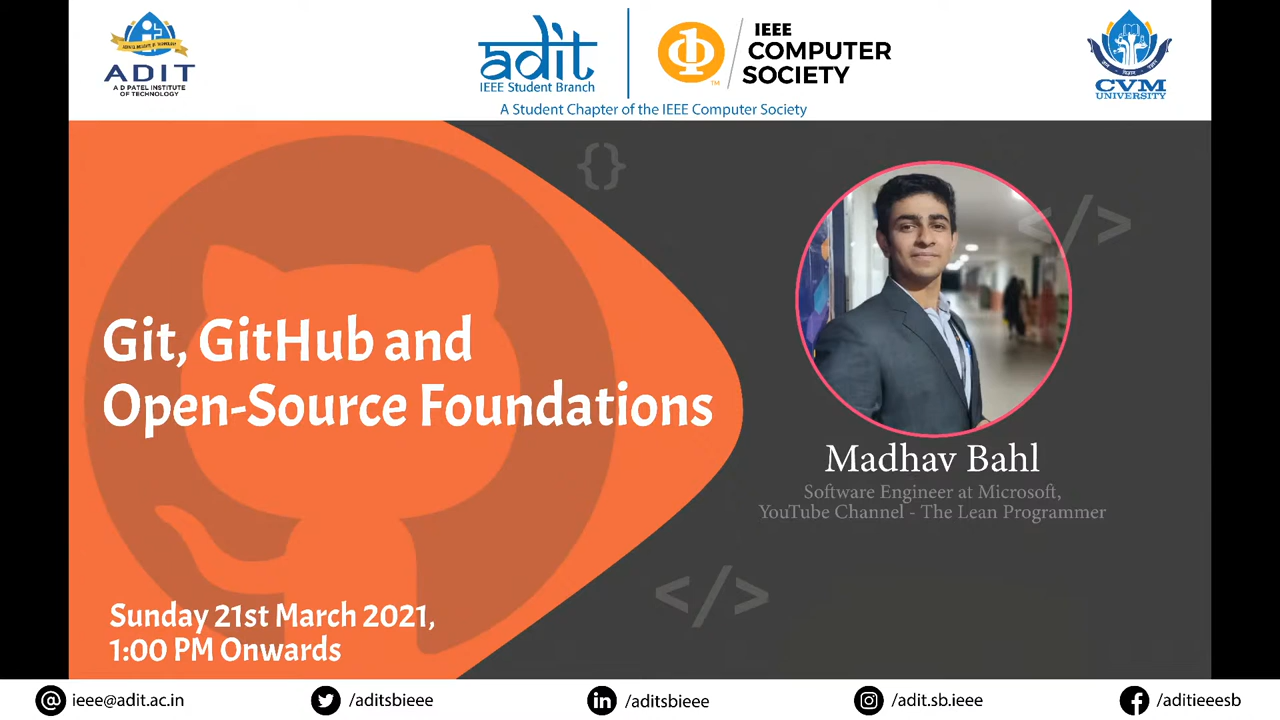 ADIT
A D PATEL INSTITUTE
OF TECHNOLOGY
adit
IEEE Student Branch
IEEE
COMPUTER
SOCIETY
TM
A Student Chapter of the IEEE Computer Society
CVM
UNIVERSITY
{}
</>
Git, GitHub and
Open-Source Foundations
Madhav Bahl
Software Engineer at Microsoft,
YouTube Channel - The Lean Programmer
</>
Sunday 21st March 2021,
1:00 PM Onwards
ieee@adit.ac.in
/aditsbieee
/aditsbieee
/adit.sb.ieee
/aditieeesb